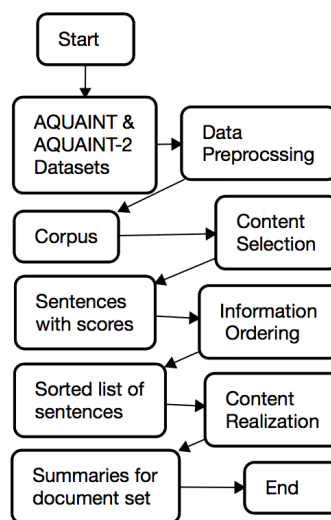 Start
AQUAINT &
AQUAINT-2
Datasets
Data
Preprocssing
Corpus
Content
Selection
Sentences
with scores
Information
Ordering
Sorted list of
sentences
Content
Realization
Summaries for
document set
End